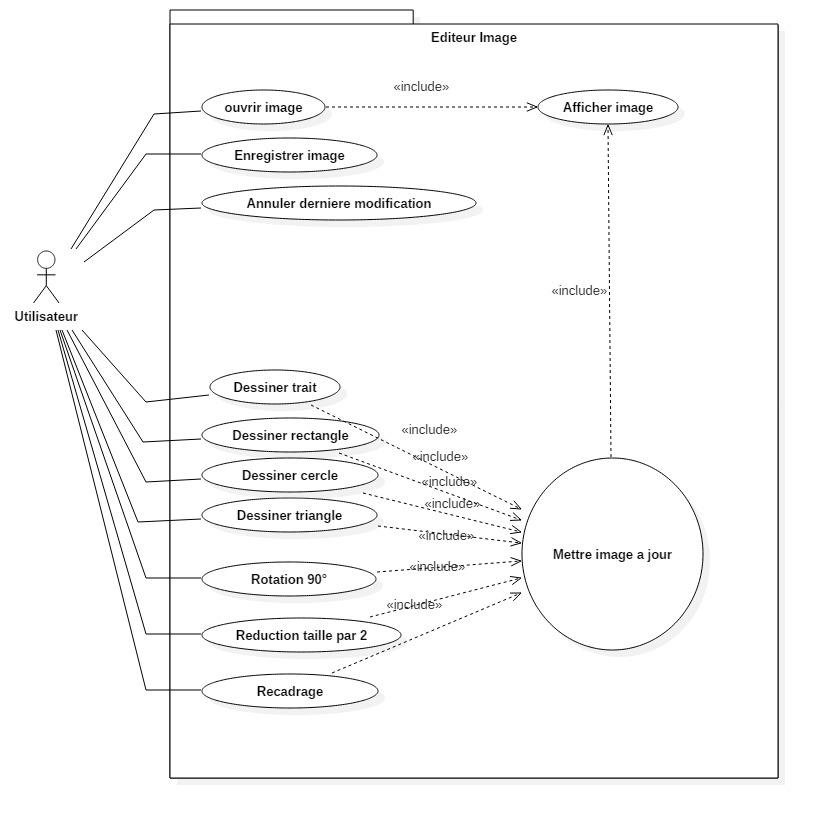 Editeur Image
«include»
ouvrir image
Afficher image
Enregistrer image
Annuler derniere modification
«include»
Utilisateur
Dessiner trait
«include»
Dessiner rectangle
«include»
Dessiner cercle
«include»
«include»
Dessiner triangle
«include»
Mettre image a jour
«include»
Rotation 90°
«include»
Reduction taille par 2
Recadrage